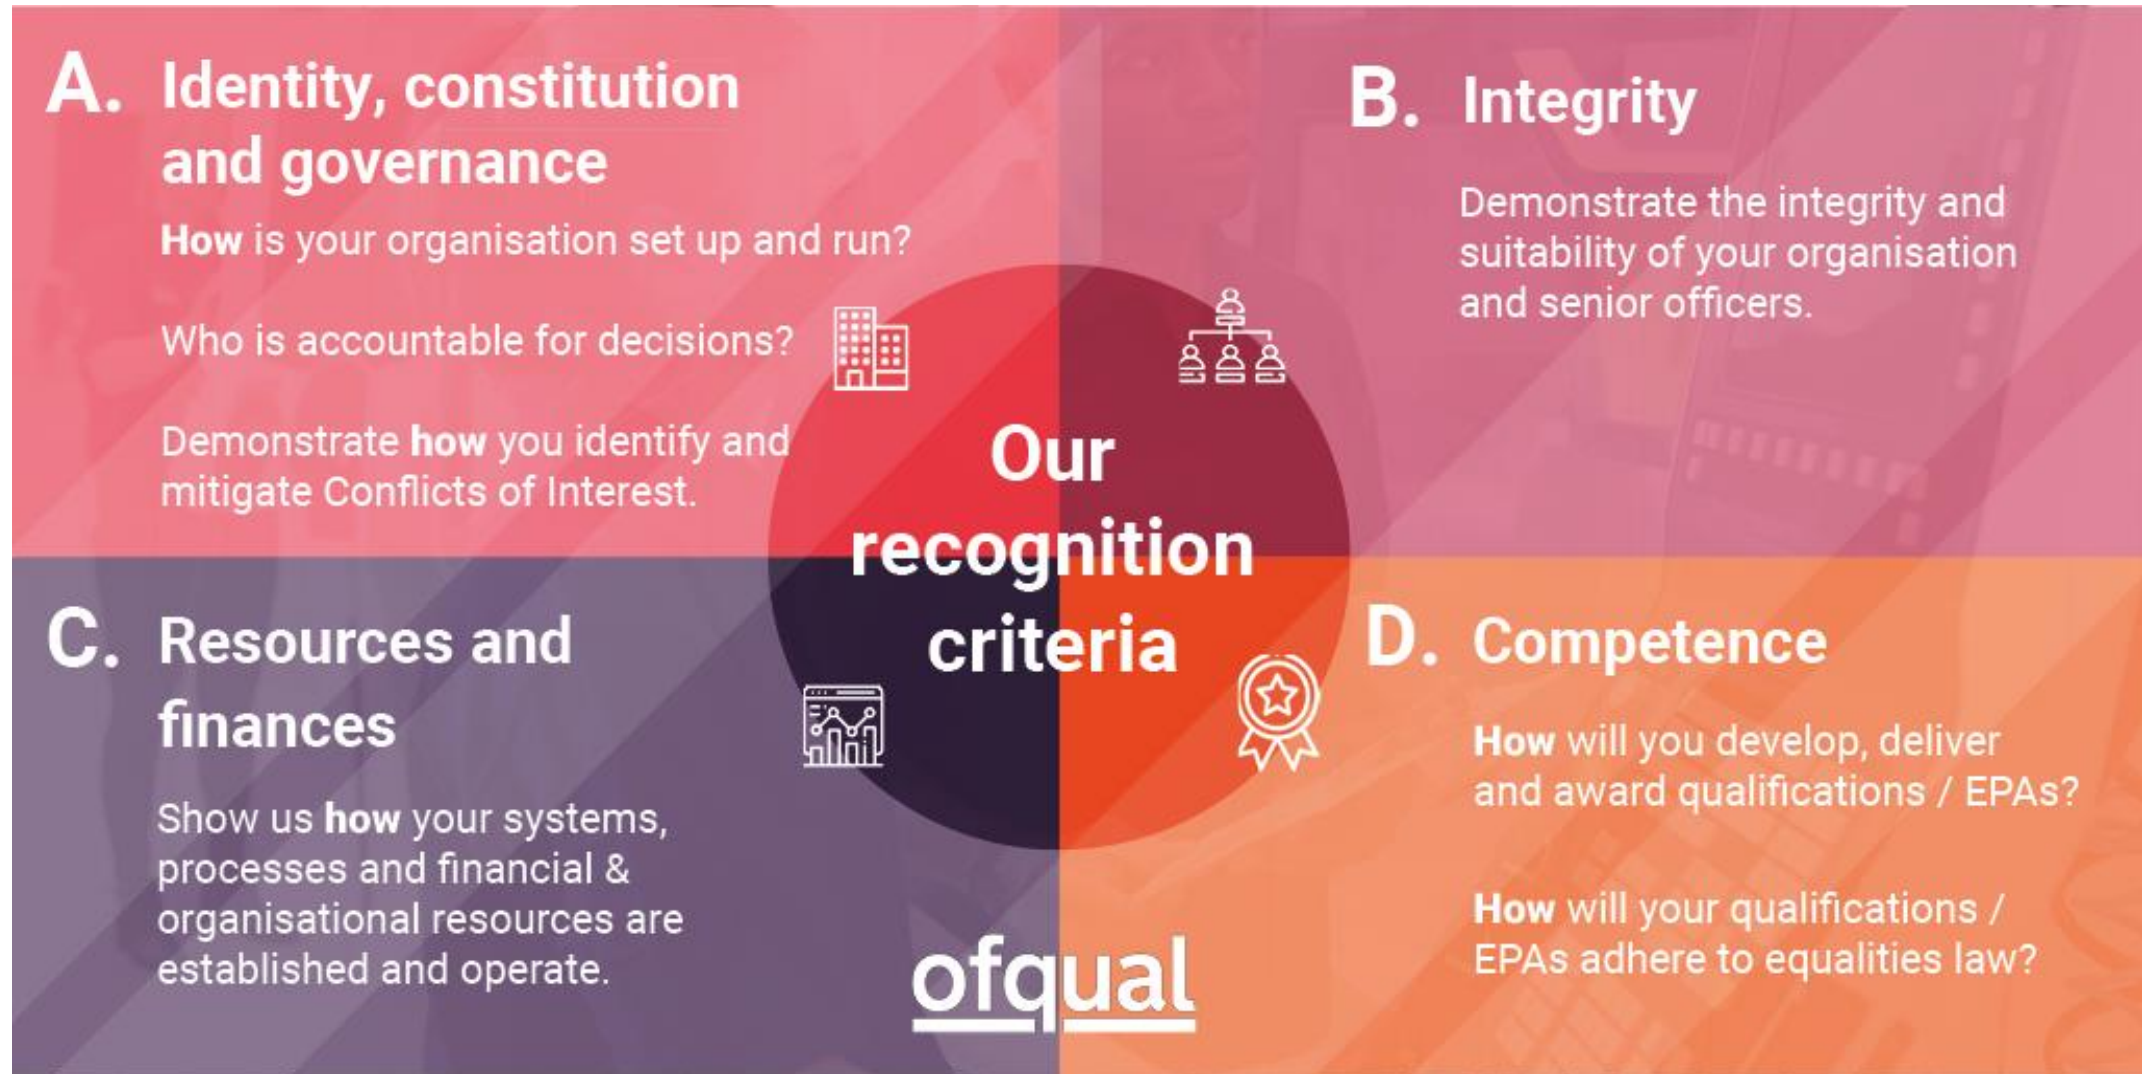 A. Identity, constitution
and governance
How is your organisation set up and run?
Who is accountable for decisions?
Demonstrate how you identify and
mitigate Conflicts of Interest.
B. Integrity
Demonstrate the integrity and
suitability of your organisation
and senior officers.
Our
recognition
criteria
C. Resources and
finances
Show us how your systems,
processes and financial &
organisational resources are
established and operate.
D. Competence
How will you develop, deliver
and award qualifications / EPAs?
How will your qualifications /
EPAs adhere to equalities law?
ofqual